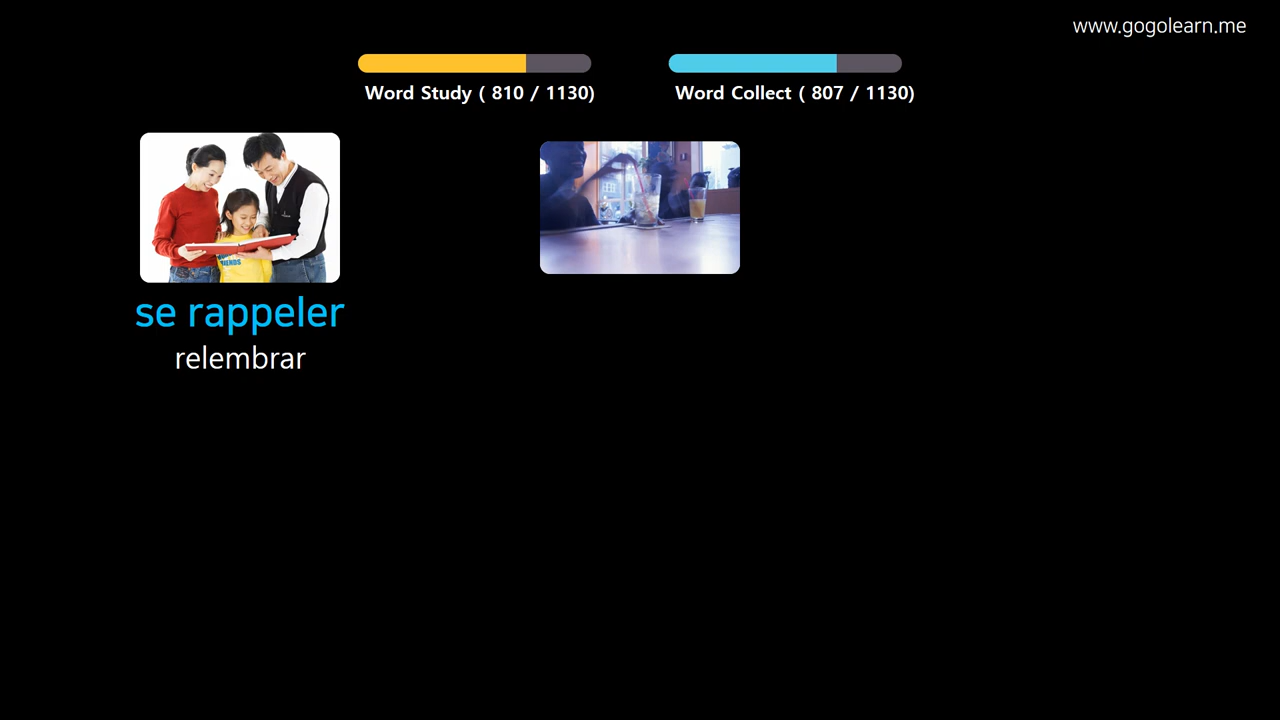 www.gogolearn.me
Word Study ( 810 / 1130)
Word Collect ( 807 / 1130)
se rappeler
relembrar